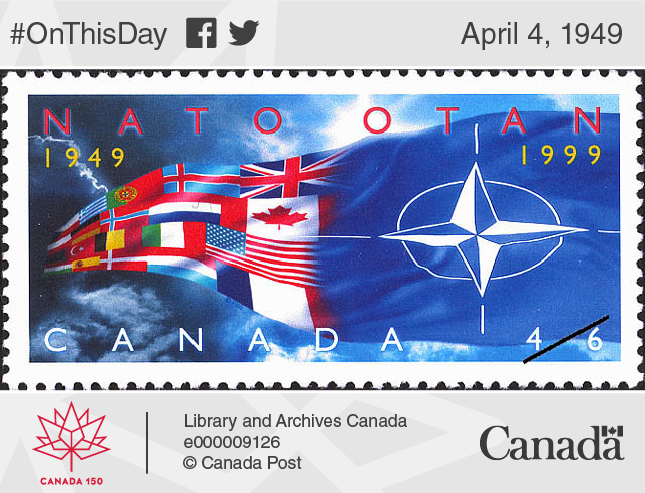 #OnThisDay
April 4, 1949
NATO OTAN
1949 1999
CANADA 46
CANADA 150
Library and Archives Canada
e000009126
© Canada Post
Canada